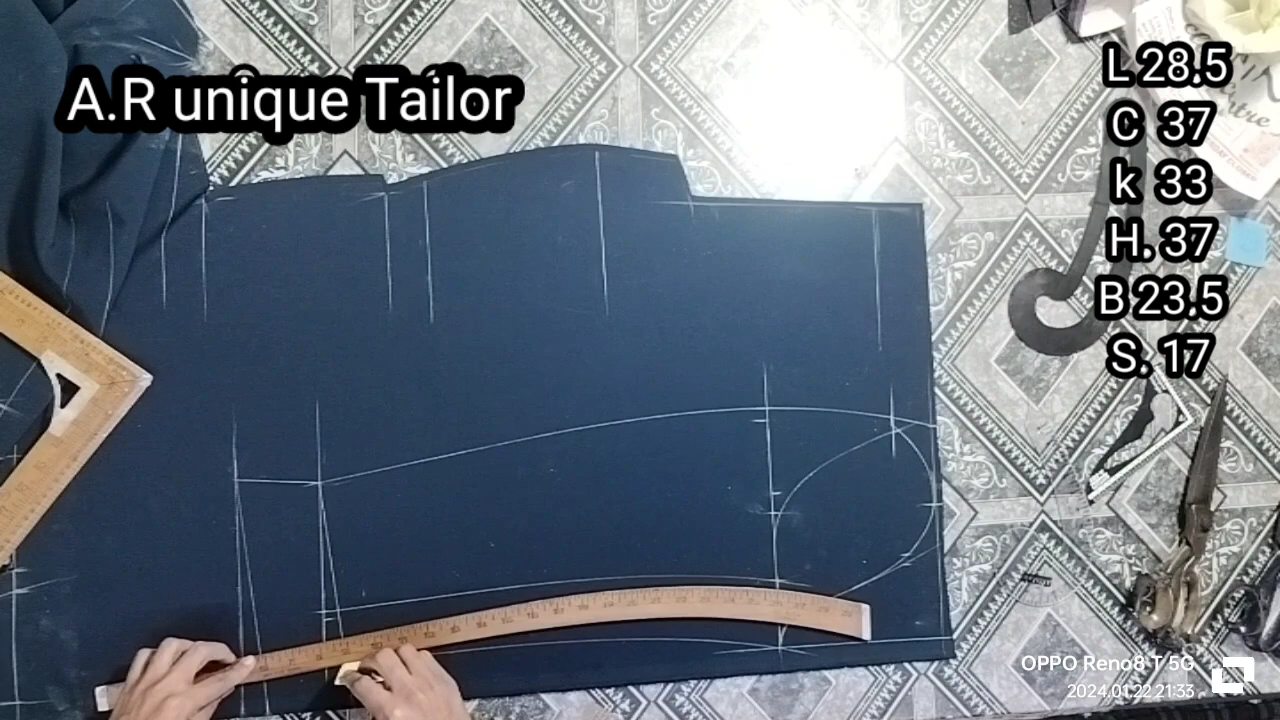 A.R unique Tailor
L 28.5
C 37
k 33
H. 37
B 23.5
S. 17
OPPO Reno8 T 5G
2024.01.22 21:33